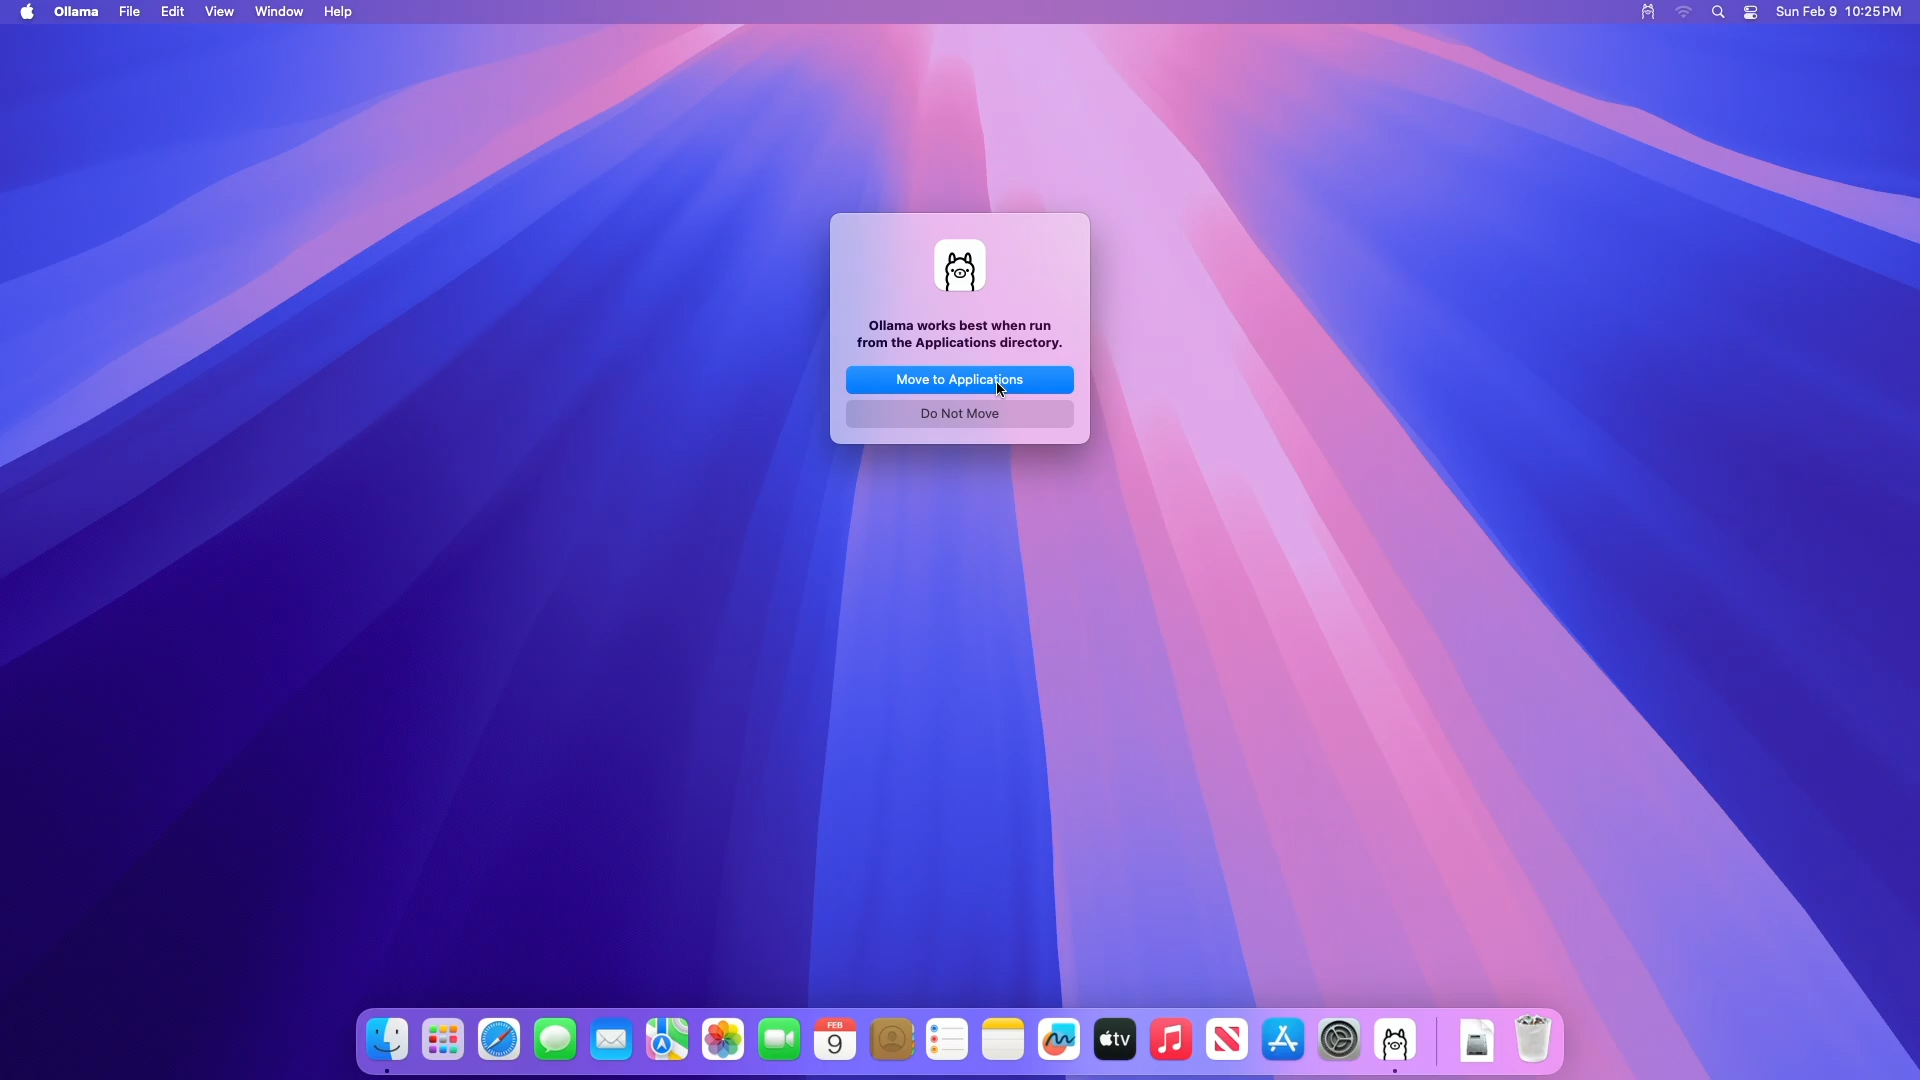 Ollama File Edit View Window Help Sun Feb 9 10:25 PM
Ollama works best when run
from the Applications directory.
Move to Applications
Do Not Move
FEB
9
tv